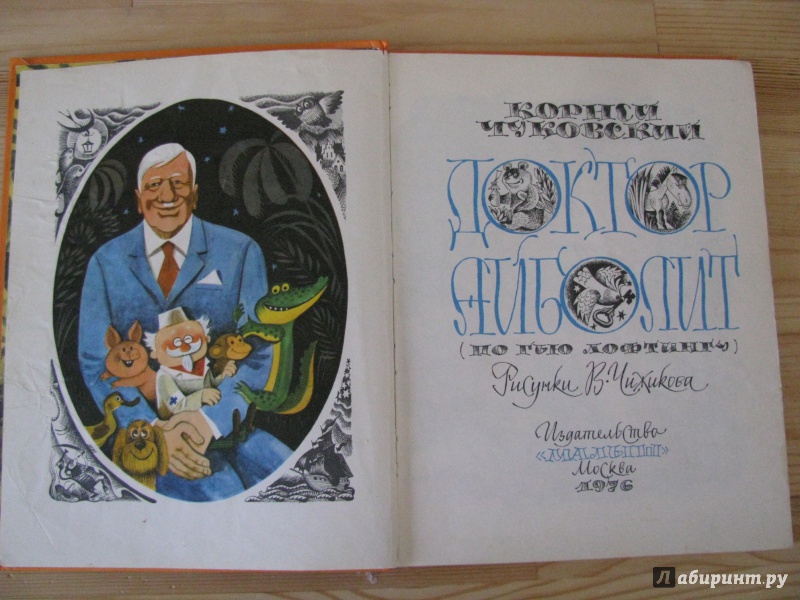 КОРНЕЙ
ЧУКОВСКИЙ
ДОКТОР
АЙБОЛИТ
(ПО ГЬЮ ЛОФТИНГУ)
Рисунки В. Чижикова
Издательство
«МАЛЫШ»
Москва
1976
Лабиринт.ру